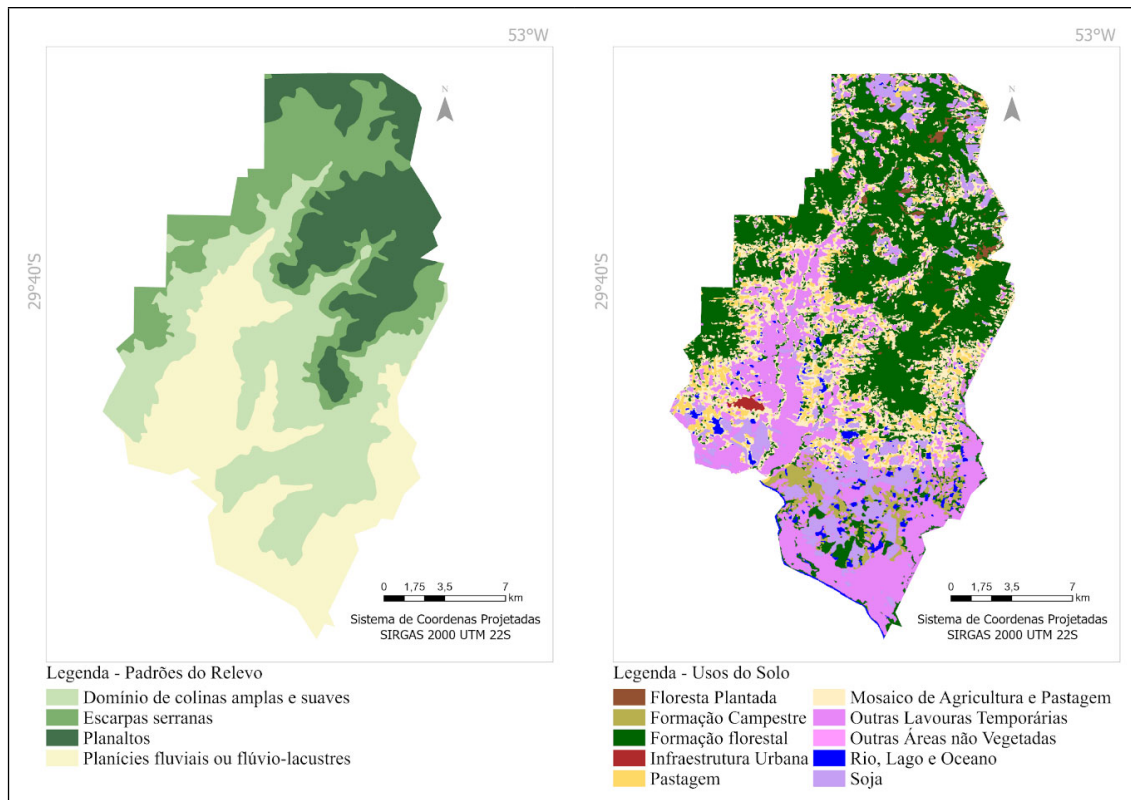 53°W
N
29°40'S
0 1,75 3,5 7
km
Sistema de Coordenas Projetadas
SIRGAS 2000 UTM 22S
Legenda - Padrões do Relevo
Domínio de colinas amplas e suaves
Escarpas serranas
Planaltos
Planícies fluviais ou flúvio-lacustres
53°W
N
29°40'S
0 1,75 3,5 7
km
Sistema de Coordenas Projetadas
SIRGAS 2000 UTM 22S
Legenda - Usos do Solo
Floresta Plantada
Formação Campestre
Formação florestal
Infraestrutura Urbana
Pastagem
Mosaico de Agricultura e Pastagem
Outras Lavouras Temporárias
Outras Áreas não Vegetadas
Rio, Lago e Oceano
Soja